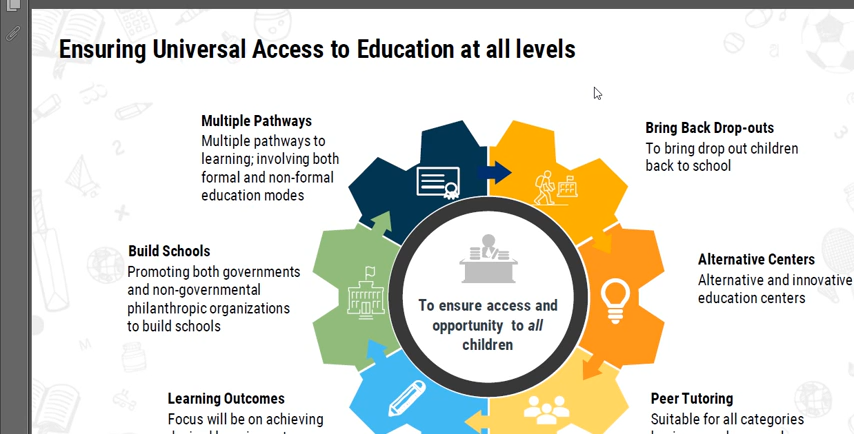 Ensuring Universal Access to Education at all levels
Multiple Pathways
Multiple pathways to
learning; involving both
formal and non-formal
education modes
Bring Back Drop-outs
To bring drop out children
back to school
Build Schools
Promoting both governments
and non-governmental
philanthropic organizations
to build schools
Alternative Centers
Alternative and innovative
education centers
To ensure access and
opportunity to all
children
Learning Outcomes
Focus will be on achieving
Peer Tutoring
Suitable for all categories